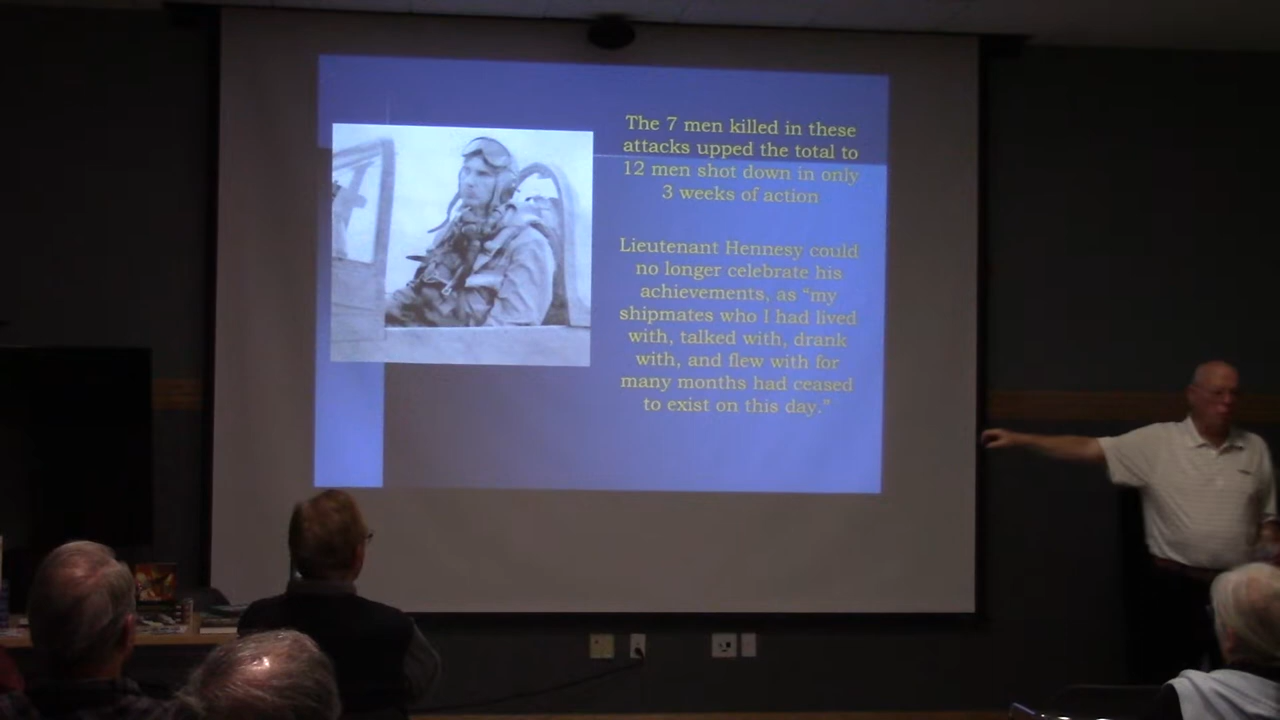 The 7 men killed in these
attacks upped the total to
12 men shot down in only
3 weeks of action
Lieutenant Hennesy could
no longer celebrate his
achievements, as “my
shipmates who I had lived
with, talked with, drank
with, and flew with for
many months had ceased
to exist on this day.”